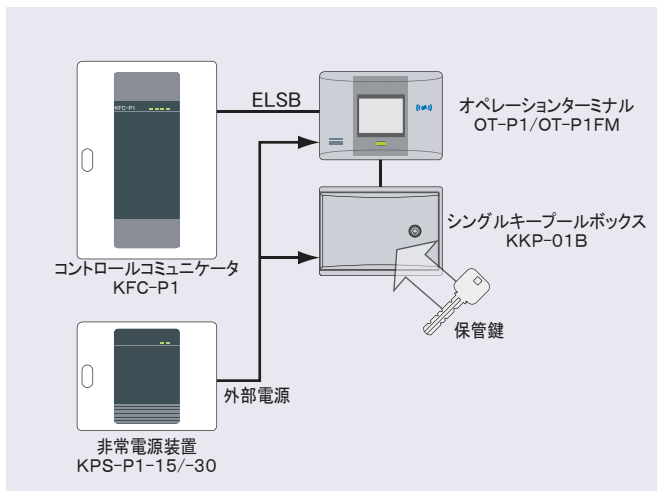 KFC-P1
ELSB
オペレーションターミナル
OT-P1/OT-P1FM
シングルキープールボックス
KKP-01B
コントロールコミュニケータ
KFC-P1
保管鍵
外部電源
非常電源装置
KPS-P1-15/-30